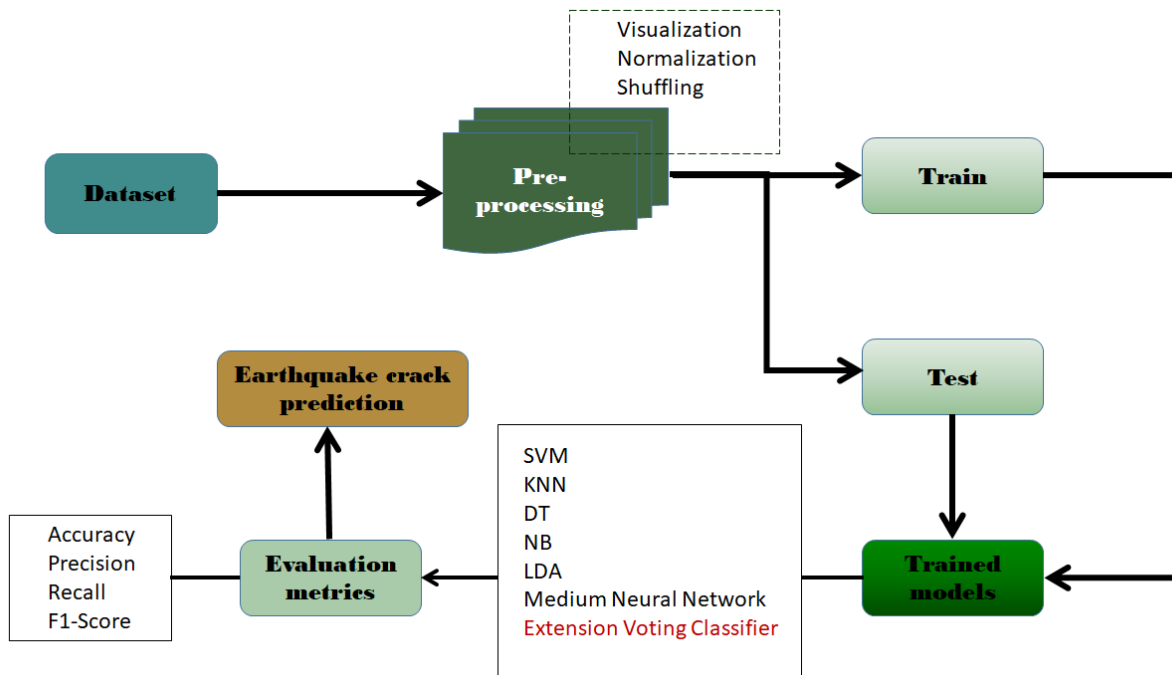 Visualization
Normalization
Shuffling
Dataset
Pre-
processing
Train
Test
Earthquake crack
prediction
SVM
KNN
DT
NB
LDA
Medium Neural Network
Extension Voting Classifier
Accuracy
Precision
Recall
F1-Score
Evaluation
metrics
Trained
models